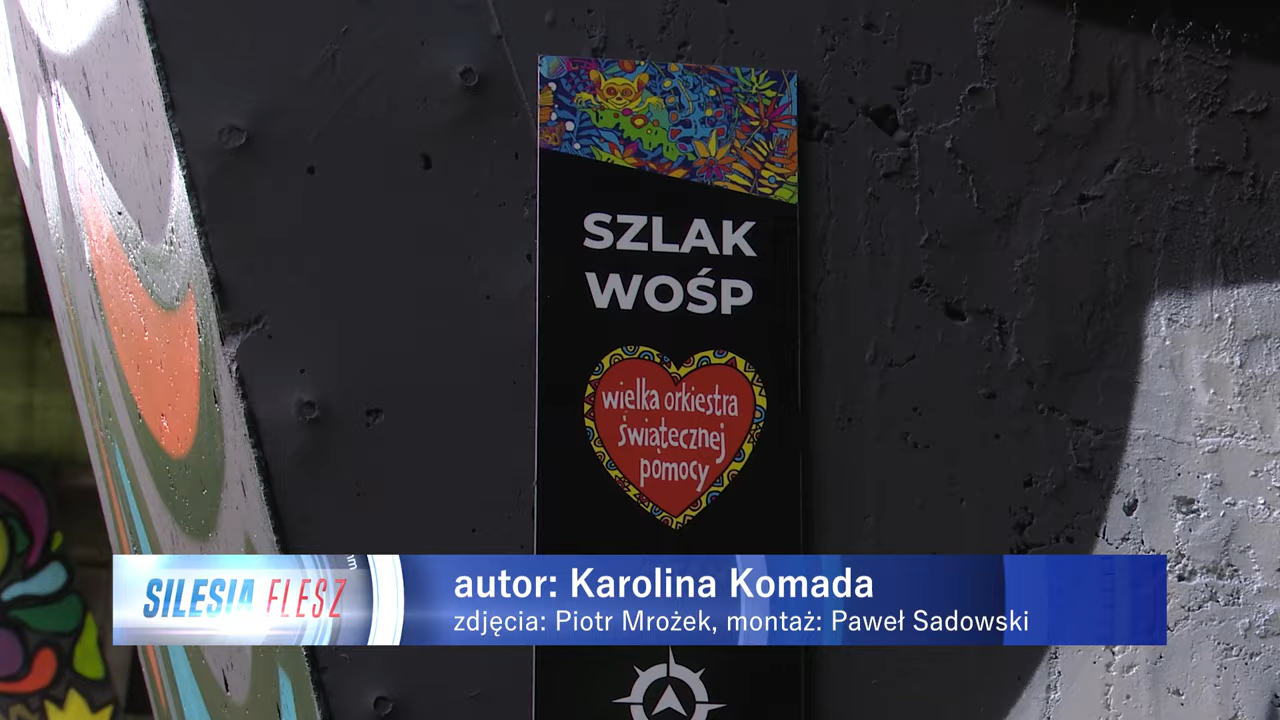 SZLAK
WOŚP
wielka orkiestra
świątecznej
pomocy
SILESIA FLESZ
autor: Karolina Komada
zdjęcia: Piotr Mrożek, montaż: Paweł Sadowski